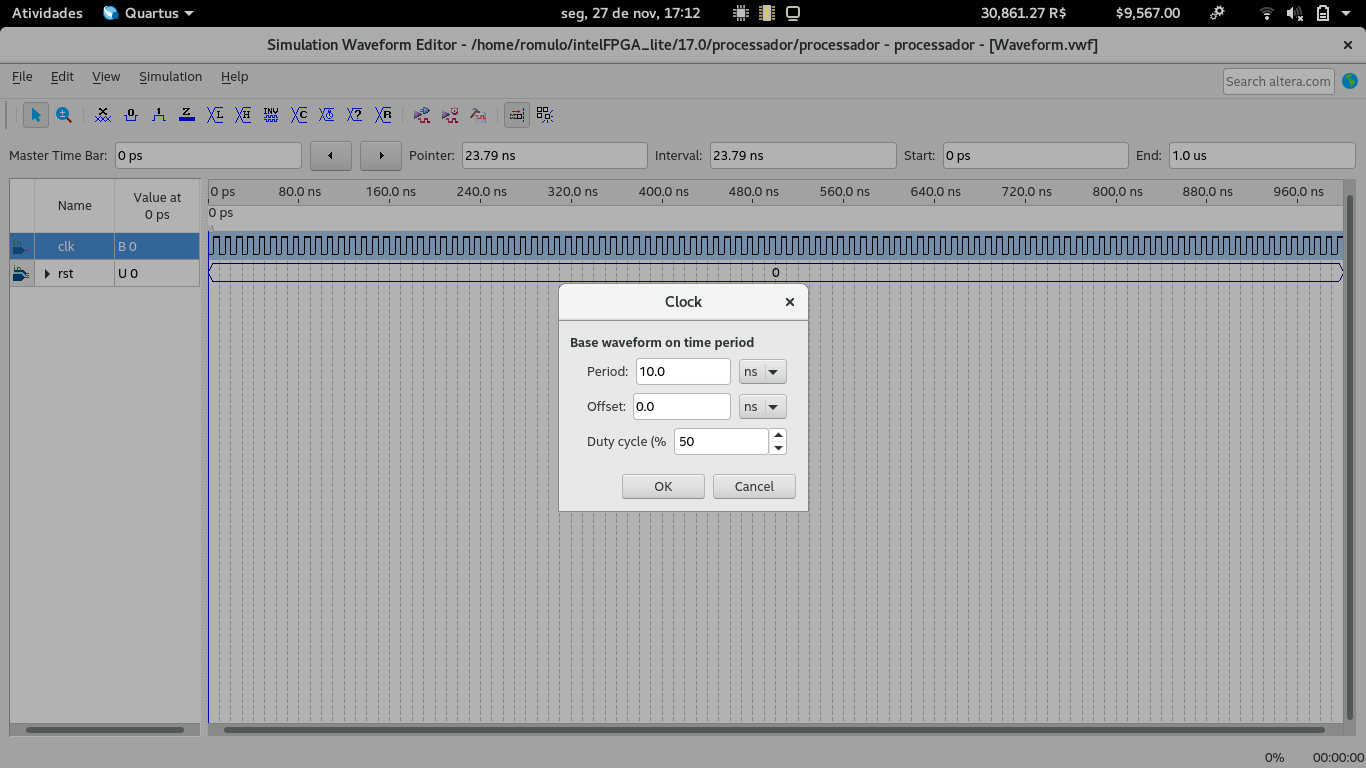 Atividades Quartus seg, 27 de nov, 17:12 30,861.27 R$ $9,567.00
Simulation Waveform Editor - /home/romulo/intelFPGA_lite/17.0/processador/processador - processador - [Waveform.vwf]
File Edit View Simulation Help Search altera.com
0 1 Z L H INV C 2 ? R
Master Time Bar: 0 ps Pointer: 23.79 ns Interval: 23.79 ns Start: 0 ps End: 1.0 us
Name Value at 0 ps
0 ps 80.0 ns 160.0 ns 240.0 ns 320.0 ns 400.0 ns 480.0 ns 560.0 ns 640.0 ns 720.0 ns 800.0 ns 880.0 ns 960.0 ns
0 ps
clk B 0
rst U 0 0
Clock
Base waveform on time period
Period: 10.0 ns
Offset: 0.0 ns
Duty cycle (% 50
OK Cancel
0% 00:00:00